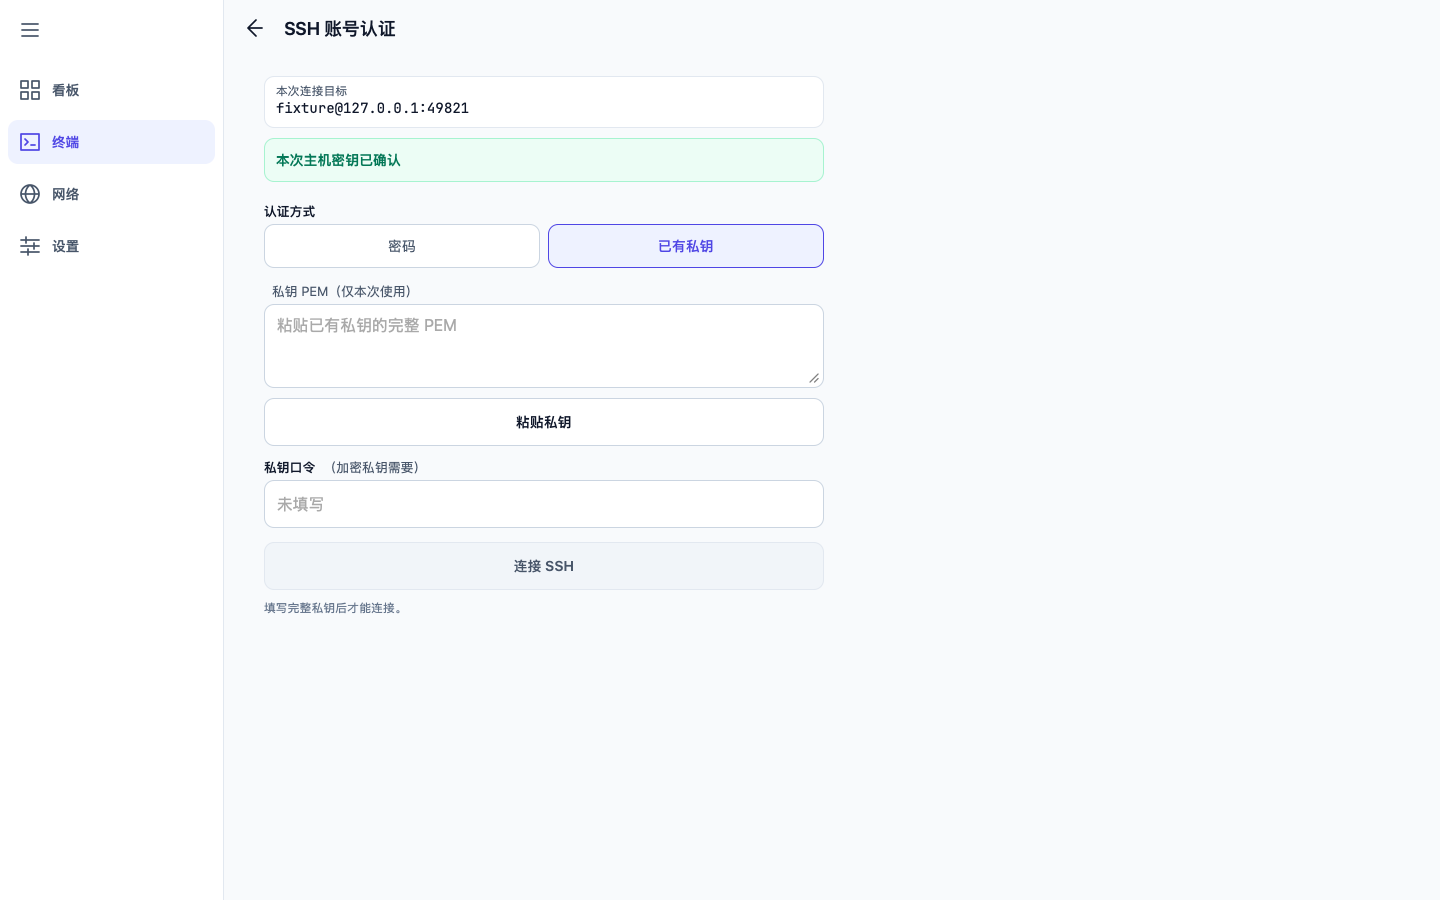 SSH 账号认证
看板
终端
网络
设置
本次连接目标
fixture@127.0.0.1:49821
本次主机密钥已确认
认证方式
密码
已有私钥
私钥 PEM（仅本次使用）
粘贴已有私钥的完整 PEM
粘贴私钥
私钥口令 （加密私钥需要）
未填写
连接 SSH
填写完整私钥后才能连接。